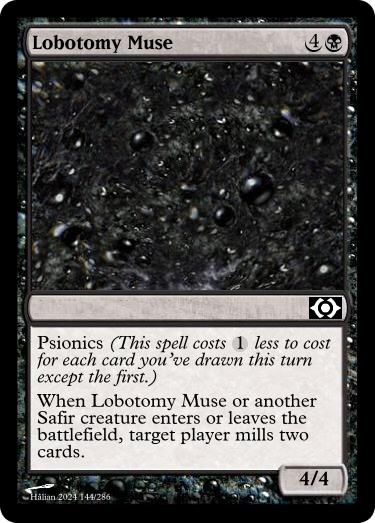 Lobotomy Muse 4
Psionics (This spell costs 1 less to cost
for each card you've drawn this turn
except the first.)
When Lobotomy Muse or another
Safir creature enters or leaves the
battlefield, target player mills two
cards.
4/4
Hálian 2024 144/286